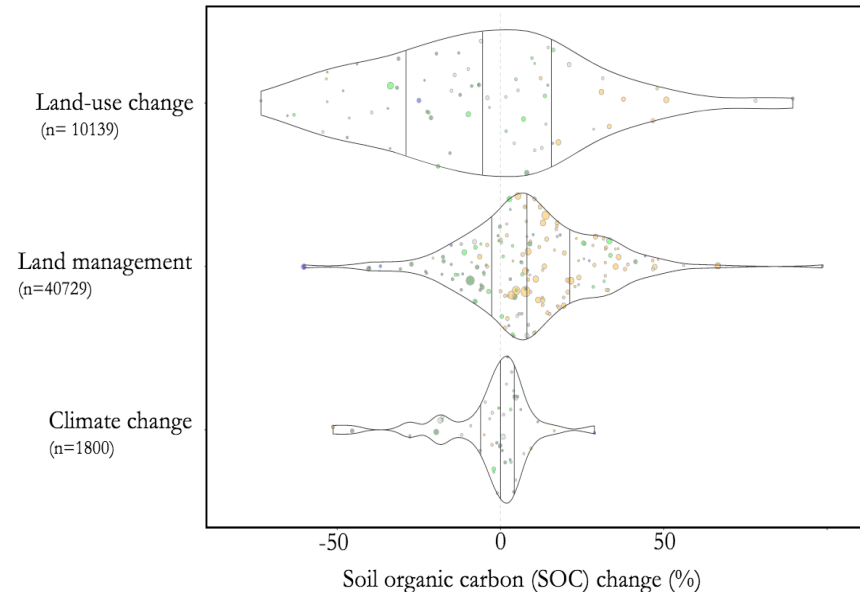 Land-use change
(n= 10139)
Land management
(n=40729)
Climate change
(n=1800)
-50 0 50
Soil organic carbon (SOC) change (%)